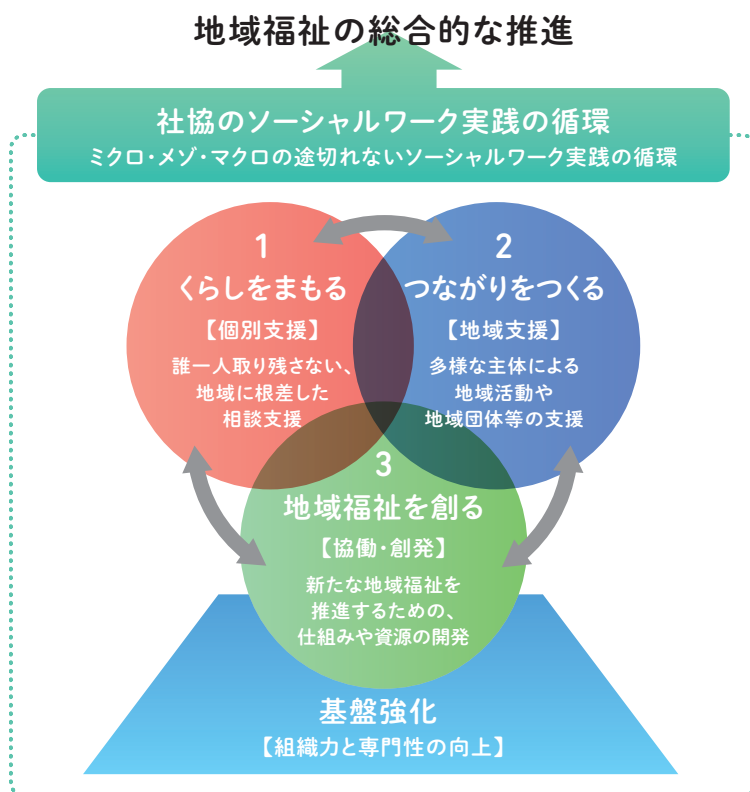 地域福祉の総合的な推進
社協のソーシャルワーク実践の循環
ミクロ・メゾ・マクロの途切れないソーシャルワーク実践の循環
1
くらしをまもる
【個別支援】
誰一人取り残さない、
地域に根差した
相談支援
2
つながりをつくる
【地域支援】
多様な主体による
地域活動や
地域団体等の支援
3
地域福祉を創る
【協働・創発】
新たな地域福祉を
推進するための、
仕組みや資源の開発
基盤強化
【組織力と専門性の向上】